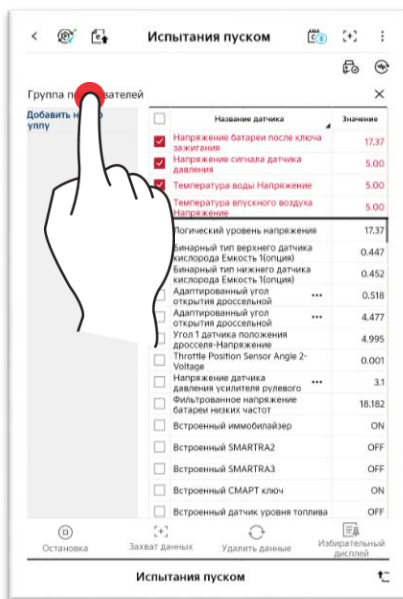 Испытания пуском
Группа п вателей
Добавить н
уппу
Название датчика Значение
Напряжение батареи после ключа зажигания 17.37
Напряжение сигнала датчика давления 5.00
Температура воды Напряжение 5.00
Температура впускного воздуха Напряжение 5.00
Логический уровень напряжения 17.37
Бинарный тип верхнего датчика кислорода Емкость 1(опция) 0.447
Бинарный тип нижнего датчика кислорода Емкость 1(опция) 0.452
Адаптированный угол открытия дроссельной ••• 0.518
Адаптированный угол открытия дроссельной ••• 4.477
Угол 1 датчика положения дросселя-Напряжение 4.995
Throttle Position Sensor Angle 2-Voltage 0.001
Напряжение датчика давления усилителя рулевого ••• 3.1
Фильтрованное напряжение батареи низких частот 18.182
Встроенный иммобилайзер ON
Встроенный SMARTRA2 OFF
Встроенный SMARTRA3 OFF
Встроенный СМАРТ ключ ON
Встроенный датчик уровня топлива OFF
Остановка Захват данных Удалить данные Избирательный дисплей
Испытания пуском